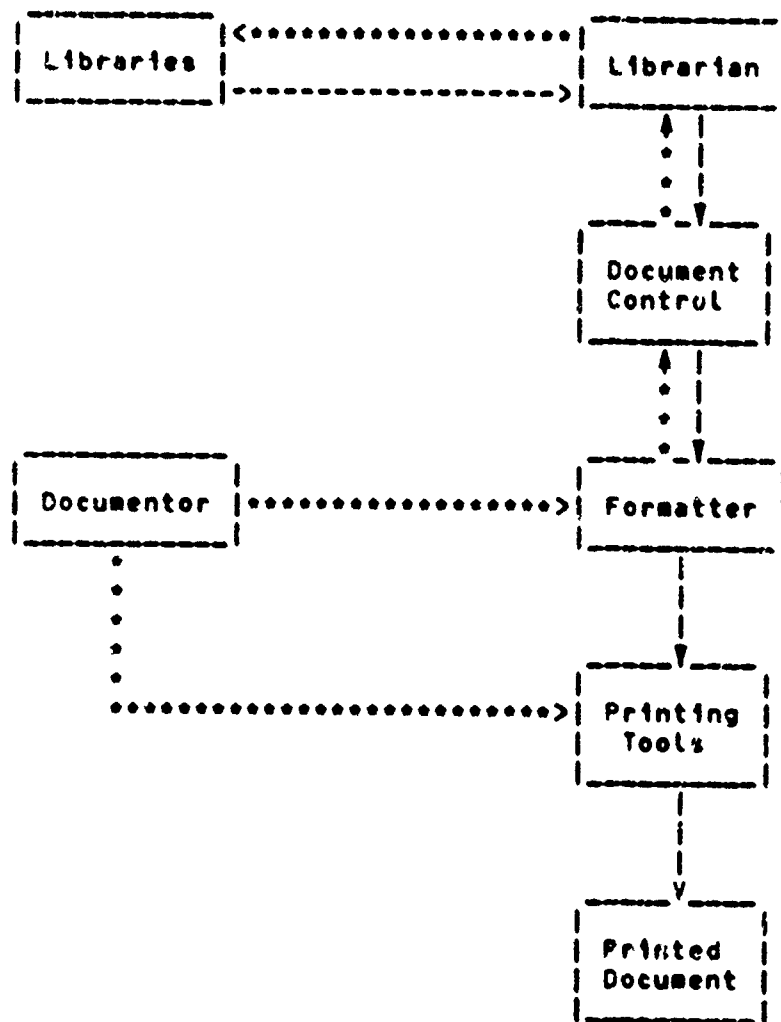 Libraries
Librarian
Document
Control
Documentor
Formatter
Printing
Tools
Printed
Document